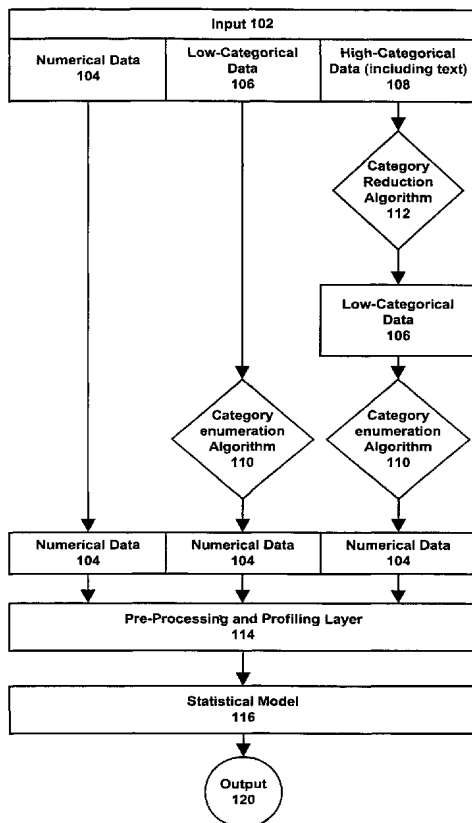 Input 102
Numerical Data
104
Low-Categorical
Data
106
High-Categorical
Data (including text)
108
Category
Reduction
Algorithm
112
Low-Categorical
Data
106
Category
enumeration
Algorithm
110
Category
enumeration
Algorithm
110
Numerical Data
104
Numerical Data
104
Numerical Data
104
Pre-Processing and Profiling Layer
114
Statistical Model
116
Output
120